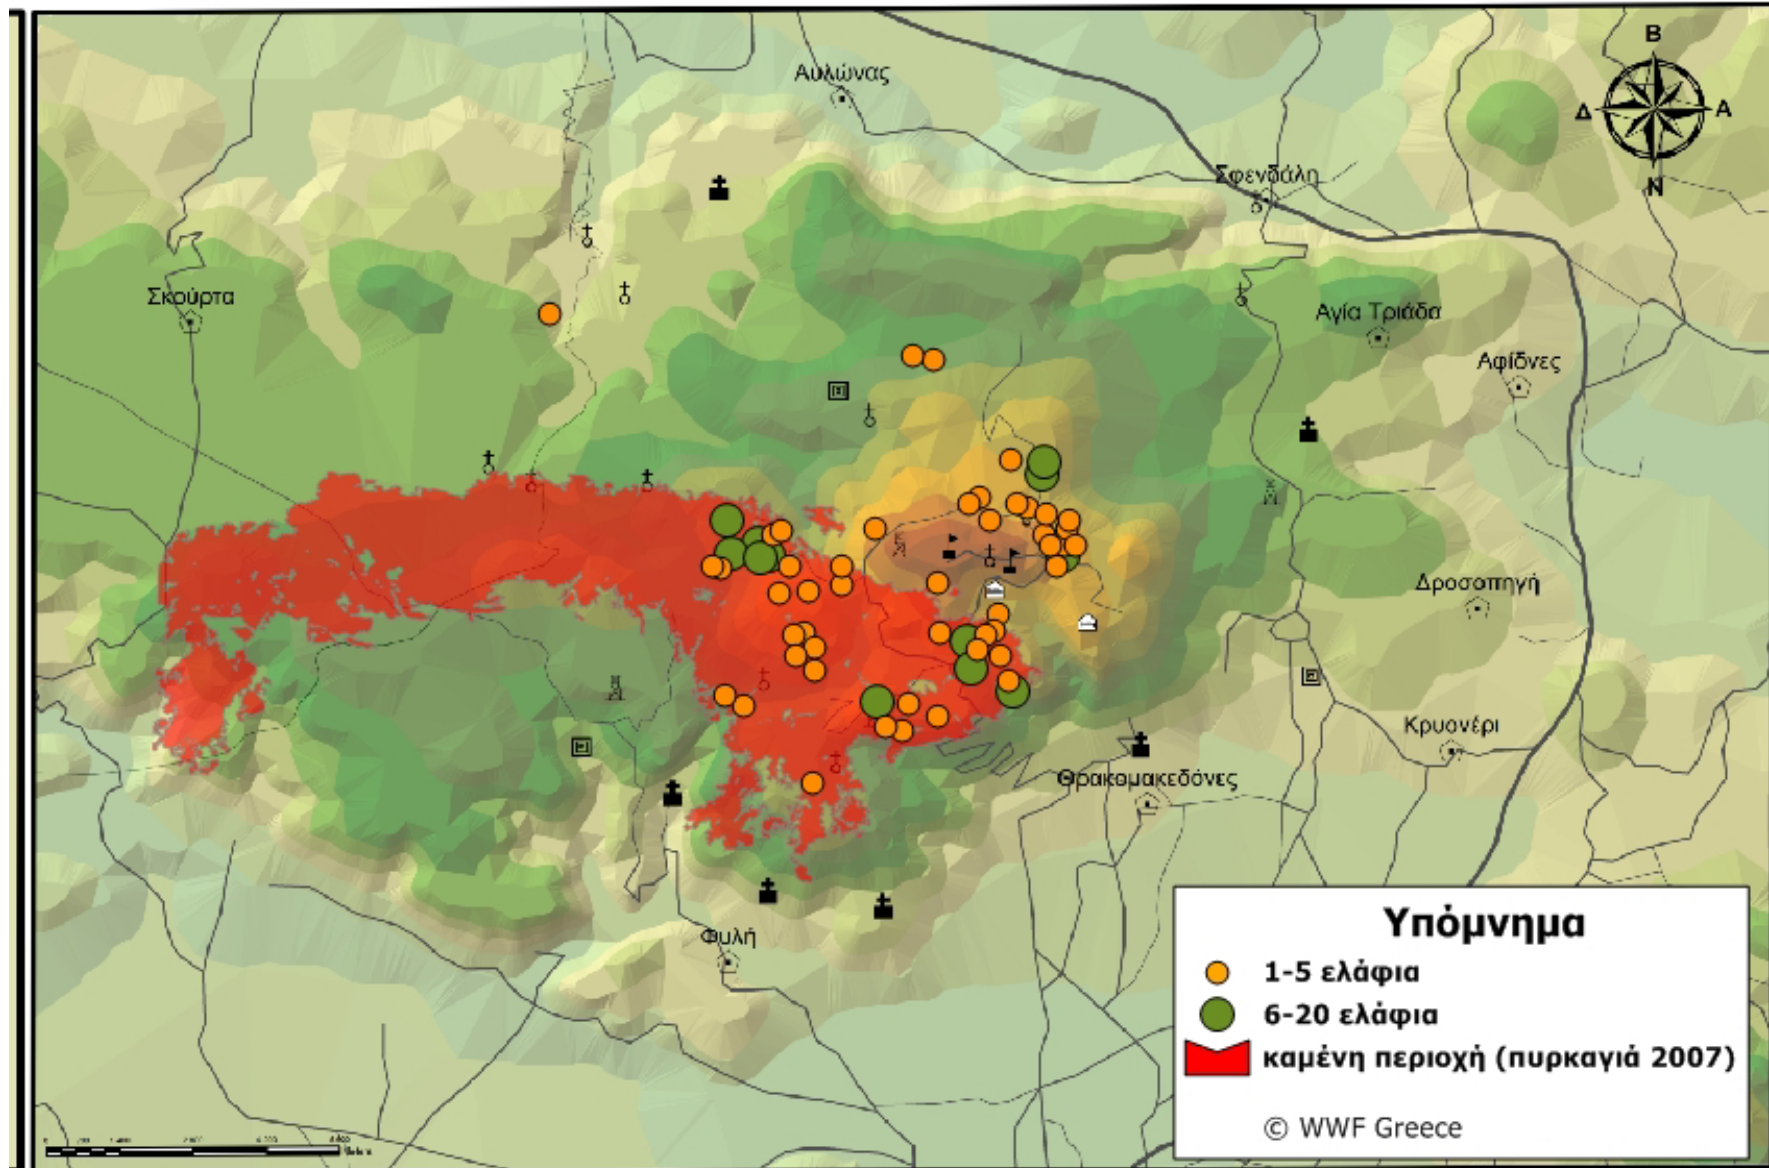 Β
Δ
Α
Ν
Αυλώνας
Σφενδάλη
Σκούρτα
Αγία Τριάδα
Αφίδνες
Δροσοπηγή
Κρυονέρι
Θρακομακεδόνες
Φυλή
Υπόμνημα
1-5 ελάφια
6-20 ελάφια
καμένη περιοχή (πυρκαγιά 2007)
© WWF Greece